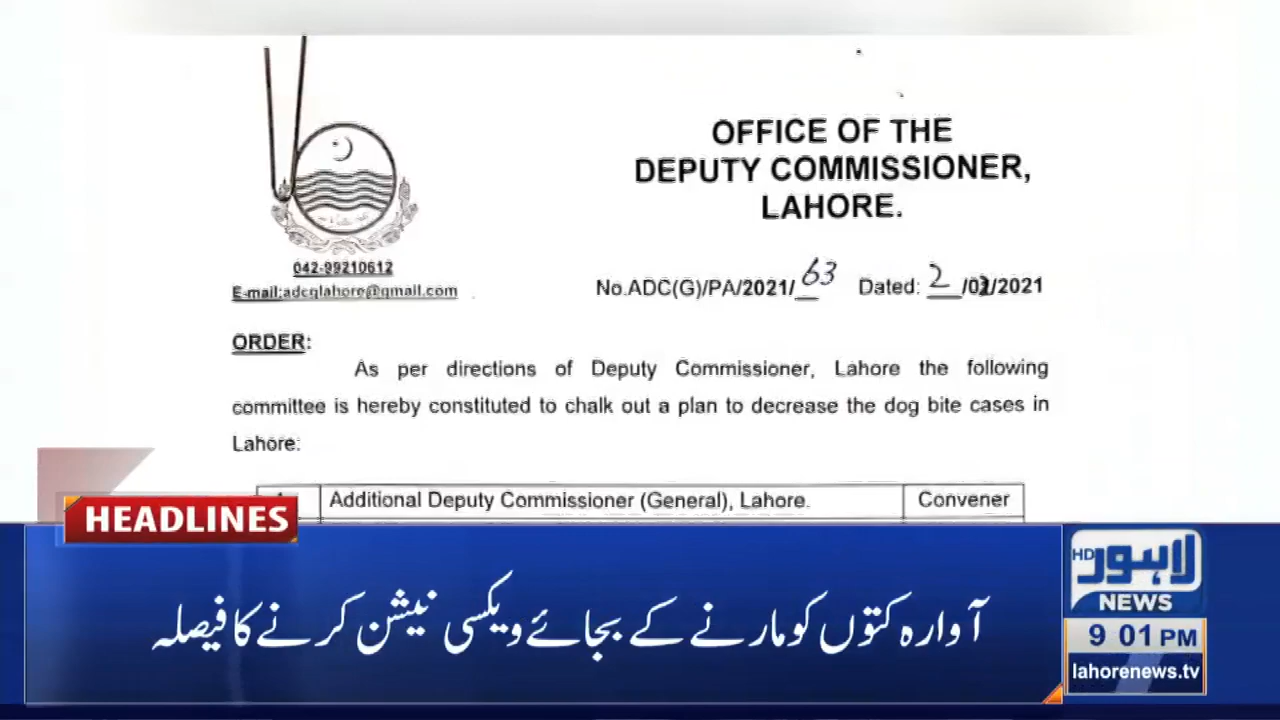 OFFICE OF THE
DEPUTY COMMISSIONER,
LAHORE.
042-99210612
E-mail:adcglahore@gmail.com
No.ADC(G)/PA/2021/ 63 Dated: 2 /02/2021
ORDER:
As per directions of Deputy Commissioner, Lahore the following
committee is hereby constituted to chalk out a plan to decrease the dog bite cases in
Lahore:
Additional Deputy Commissioner (General), Lahore. Convener
HEADLINES
آوارہ کتوں کو مارنے کے بجائے ویکسی نیشن کرنے کا فیصلہ
HD لاہور
NEWS
9 01 PM
lahorenews.tv